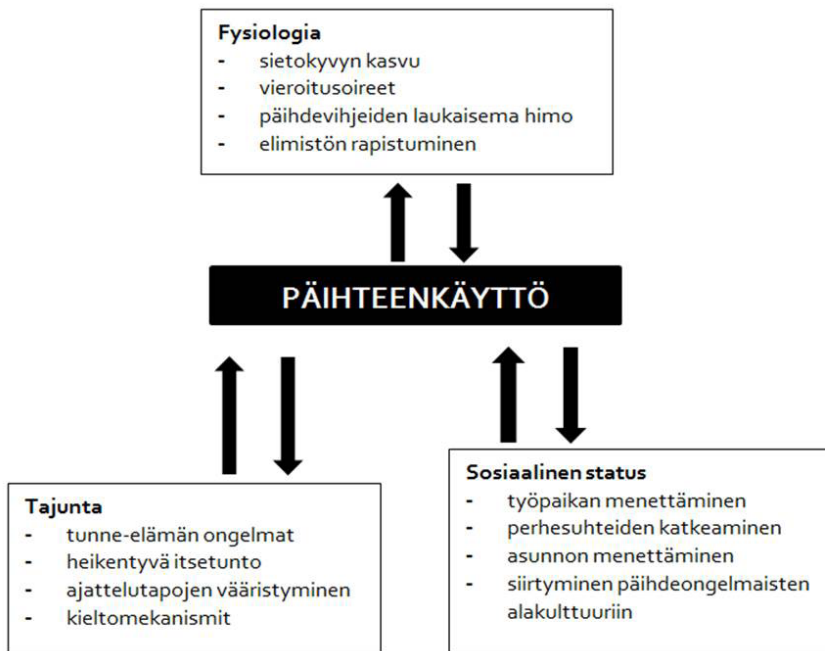 Fysiologia
- sietokyvyn kasvu
- vieroitusoireet
- päihdevihjeiden laukaisema himo
- elimistön rapistuminen
PÄIHTEENKÄYTTÖ
Tajunta
- tunne-elämän ongelmat
- heikentyvä itsetunto
- ajattelutapojen vääristyminen
- kieltomekanismit
Sosiaalinen status
- työpaikan menettäminen
- perhesuhteiden katkeaminen
- asunnon menettäminen
- siirtyminen päihdeongelmaisten
alakulttuuriin